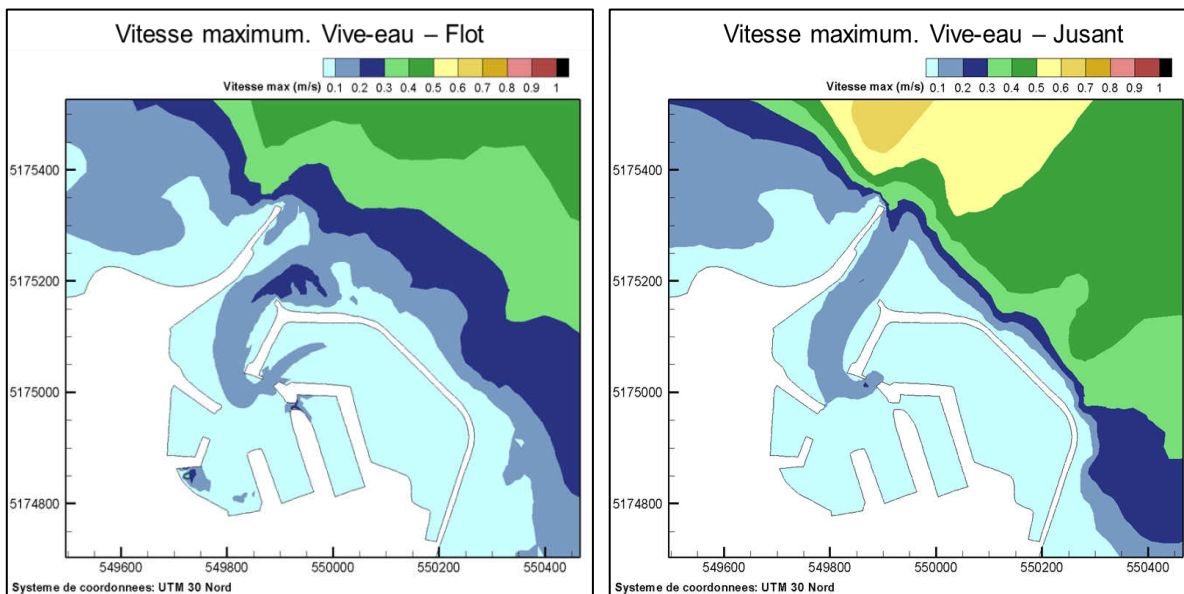 Vitesse maximum. Vive-eau – Flot
0.1 0.2 0.3 0.4 0.5 0.6 0.7 0.8 0.9 1
Vitesse max (m/s)
5175400
5175200
5175000
5174800
549600 549800 550000 550200 550400
Systeme de coordonnees: UTM 30 Nord
Vitesse maximum. Vive-eau – Jusant
0.1 0.2 0.3 0.4 0.5 0.6 0.7 0.8 0.9 1
Vitesse max (m/s)
5175400
5175200
5175000
5174800
549600 549800 550000 550200 550400
Systeme de coordonnees: UTM 30 Nord